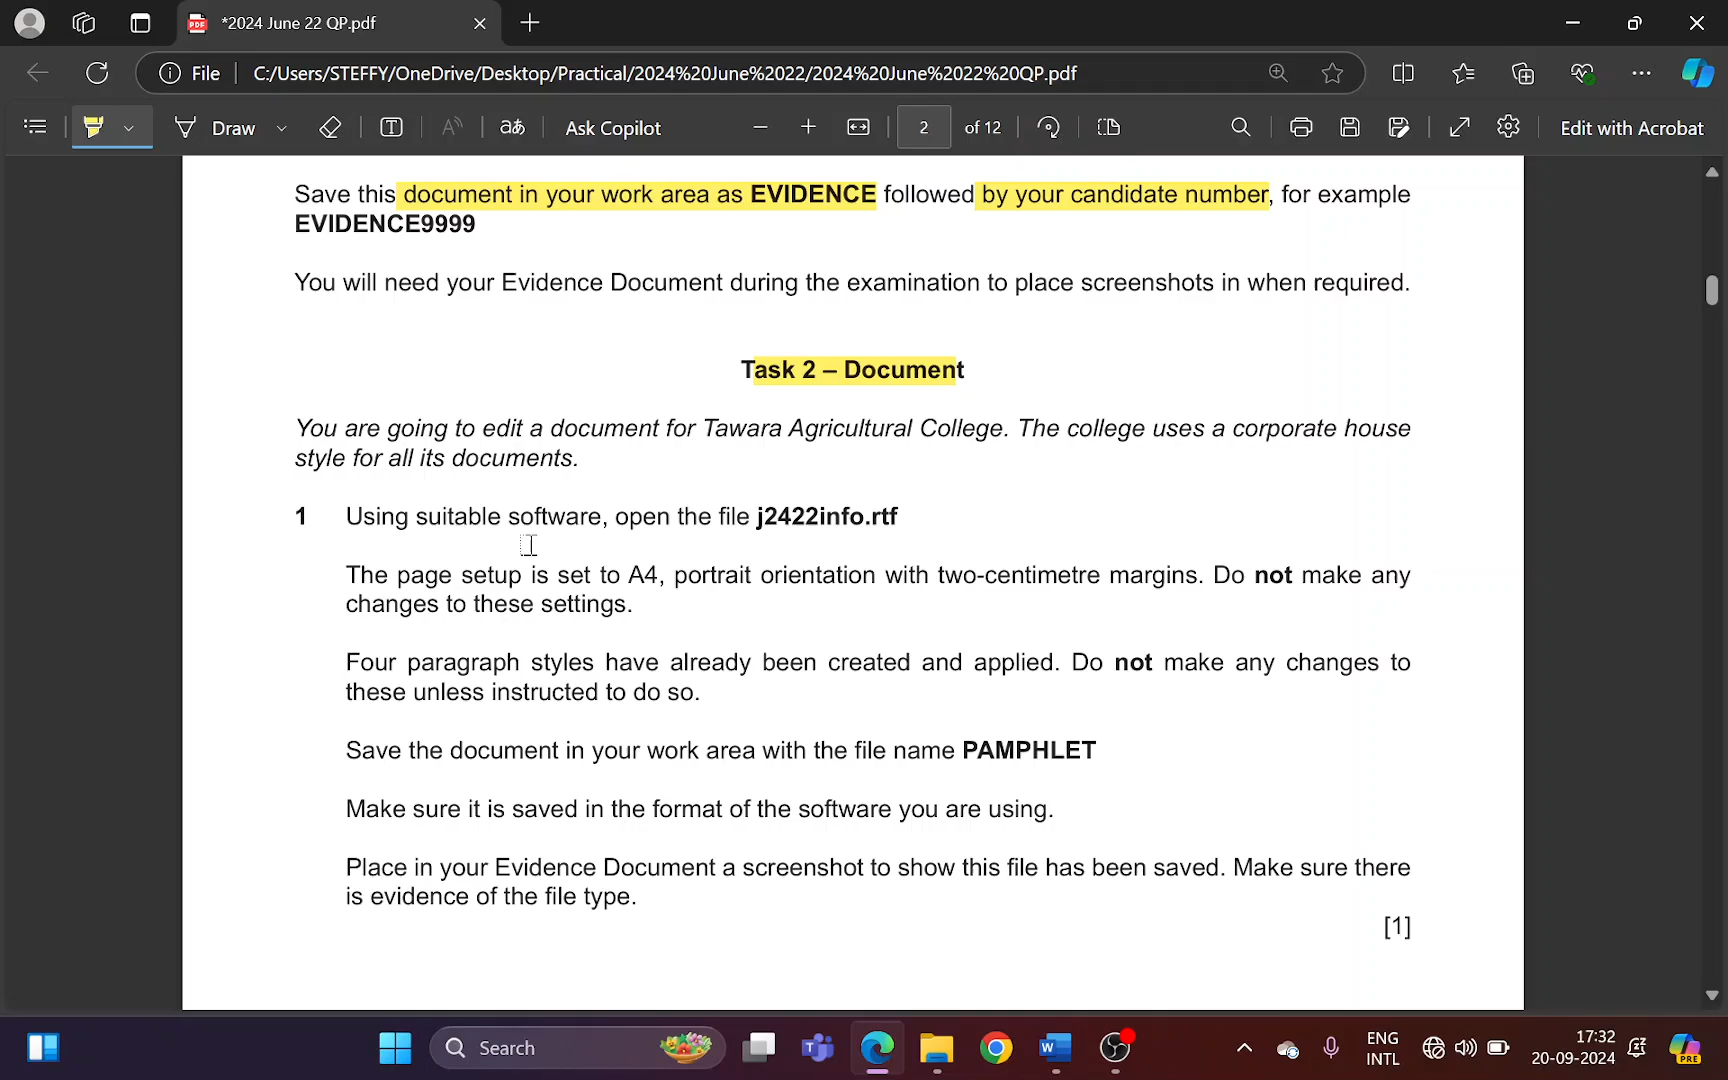 *2024 June 22 QP.pdf
File
C:/Users/STEFFY/OneDrive/Desktop/Practical/2024%20June%2022/2024%20June%2022%20QP.pdf
Draw
aあ
Ask Copilot
2
of 12
Edit with Acrobat
Save this document in your work area as EVIDENCE followed by your candidate number, for example
EVIDENCE9999
You will need your Evidence Document during the examination to place screenshots in when required.
Task 2 – Document
You are going to edit a document for Tawara Agricultural College. The college uses a corporate house
style for all its documents.
1 Using suitable software, open the file j2422info.rtf
The page setup is set to A4, portrait orientation with two-centimetre margins. Do not make any
changes to these settings.
Four paragraph styles have already been created and applied. Do not make any changes to
these unless instructed to do so.
Save the document in your work area with the file name PAMPHLET
Make sure it is saved in the format of the software you are using.
Place in your Evidence Document a screenshot to show this file has been saved. Make sure there
is evidence of the file type.
[1]
Search
ENG
INTL
17:32
20-09-2024
PRE